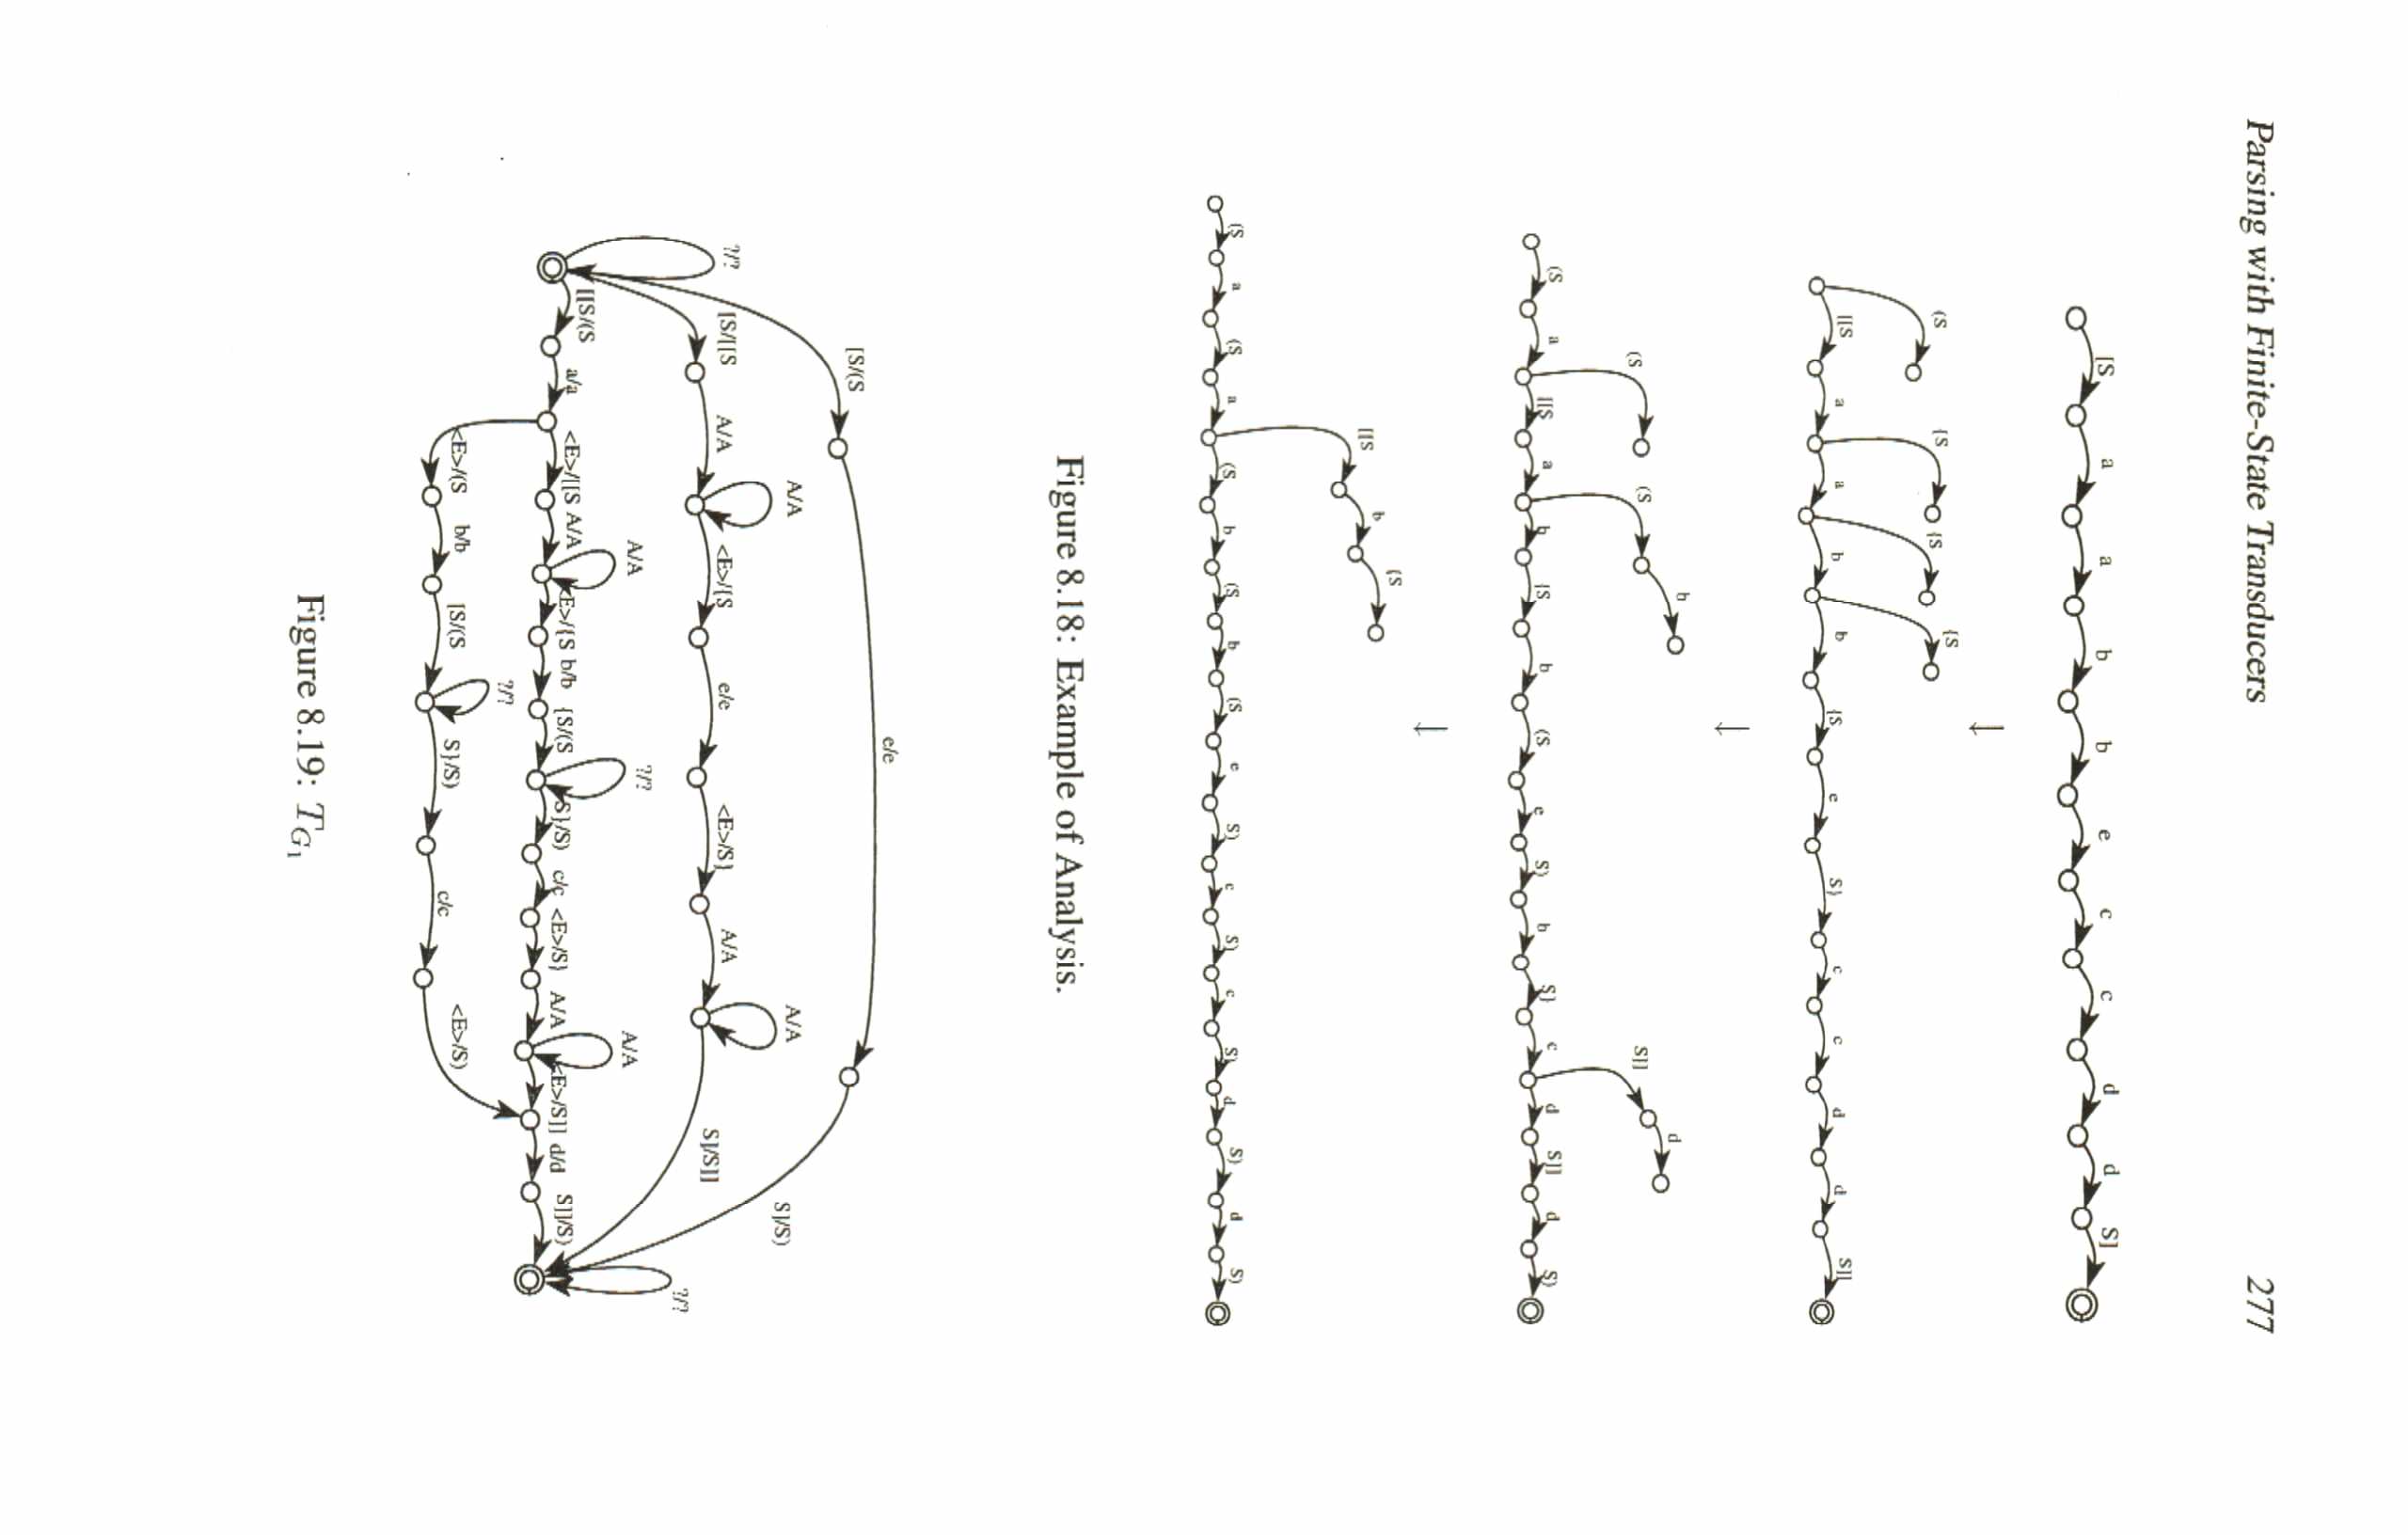 Parsing with Finite-State Transducers 277
[S a a b b e c c d d S]
↓
(S {S {S {S
[[S a a b b {S e S} c c d d S]]
↓
(S (S b S]] d
(S a [[S a b {S b (S e S) b S} c d S]] d S)
↓
[[S b {S
(S a (S a (S b (S b (S e S) c S) c S) d S) d S)
Figure 8.18: Example of Analysis.
e/e
[S/(S S]/S)
A/A A/A
?/? [S/[[S A/A <E>/{S e/e <E>/S} A/A S]/S]]
A/A ?/? A/A ?/?
[[S/(S a/a <E>/[[S A/A <E>/{S b/b {S/(S S}/S) c/c <E>/S} A/A <E>/S]] d/d S]]/S)
?/?
<E>/(S b/b [S/(S S}/S) c/c <E>/S)
Figure 8.19: T_{G_1}